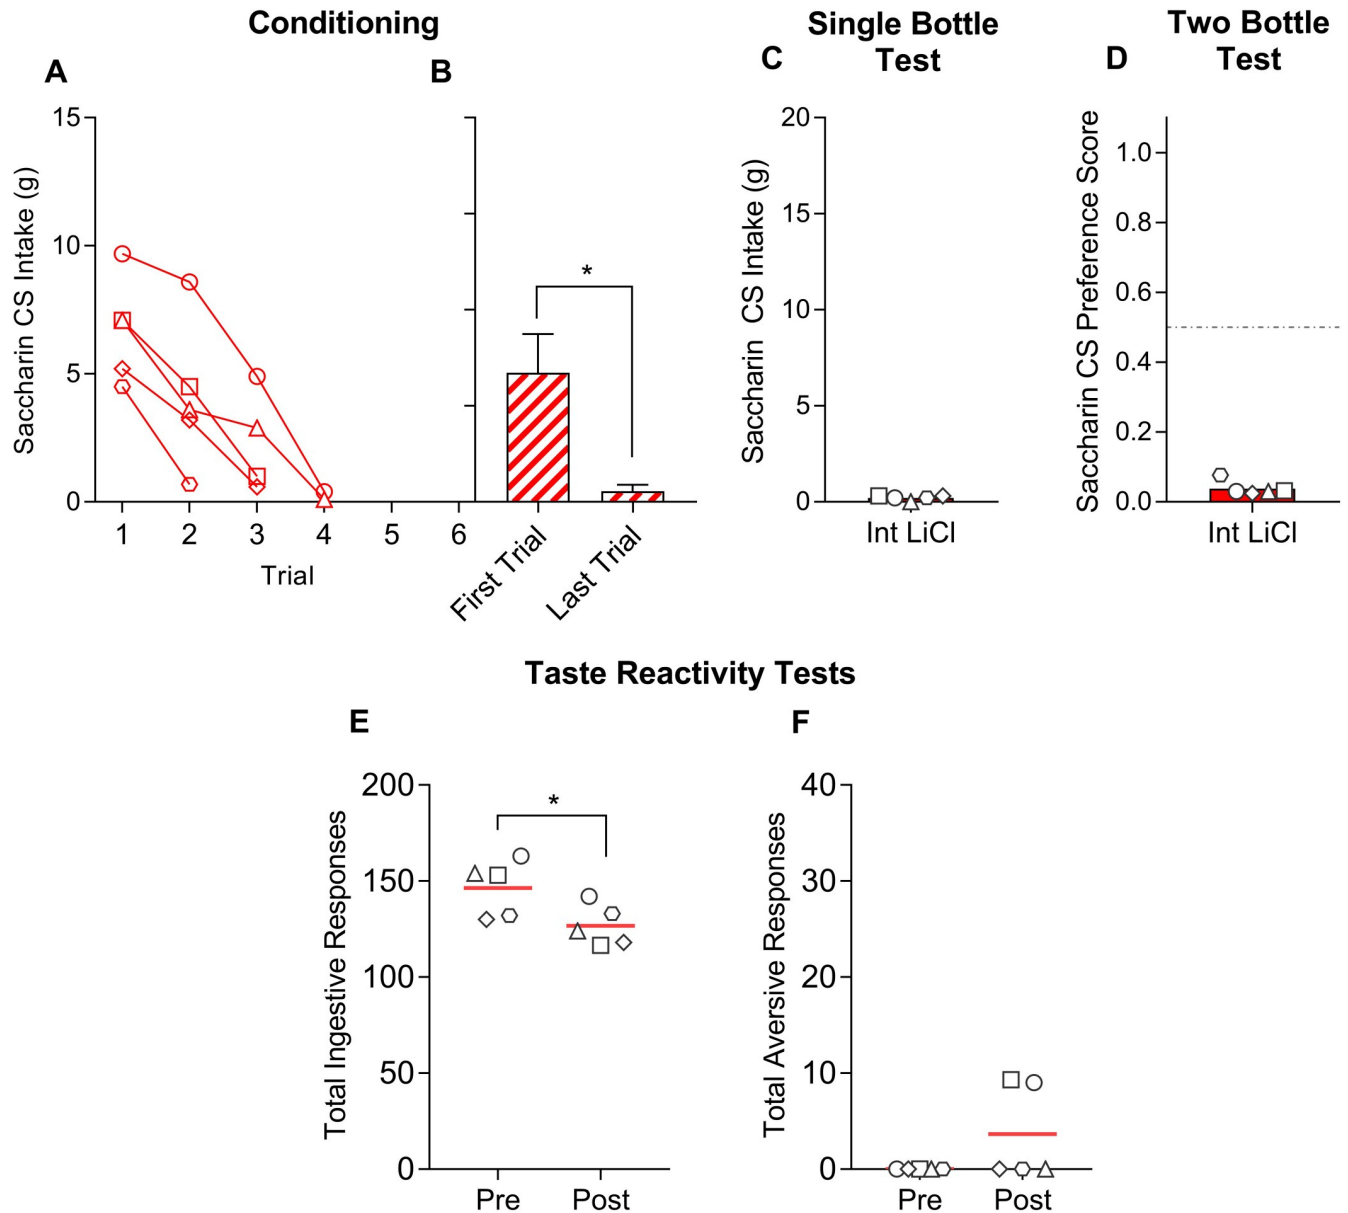 Conditioning
Single Bottle
Test
Two Bottle
Test
A
B
C
D
Saccharin CS Intake (g)
15
10
5
0
1 2 3 4 5 6
Trial
*
First Trial
Last Trial
Saccharin CS Intake (g)
20
15
10
5
0
Int LiCl
Saccharin CS Preference Score
1.0
0.8
0.6
0.4
0.2
0.0
Int LiCl
Taste Reactivity Tests
E
F
Total Ingestive Responses
200
150
100
50
0
*
Pre Post
Total Aversive Responses
40
30
20
10
0
Pre Post